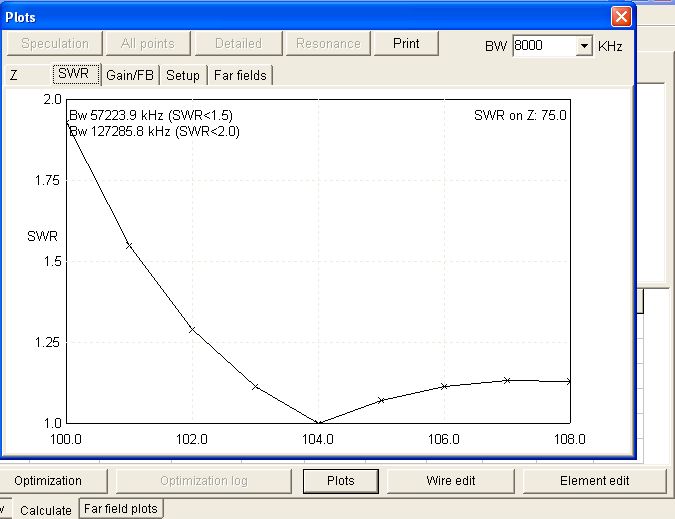 Plots
Speculation All points Detailed Resonance Print BW 8000 KHz
Z SWR Gain/FB Setup Far fields
2.0
Bw 57223.9 kHz (SWR<1.5) SWR on Z: 75.0
Bw 127285.8 kHz (SWR<2.0)
1.75
SWR
1.5
1.25
1.0
100.0 102.0 104.0 106.0 108.0
Optimization Optimization log Plots Wire edit Element edit
Calculate Far field plots